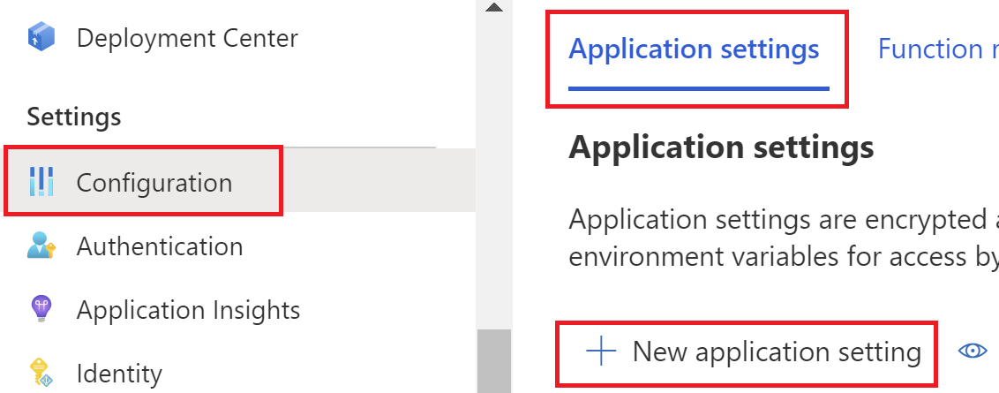 Deployment Center
Settings
Configuration
Authentication
Application Insights
Identity
Application settings
Function
Application settings
Application settings are encrypted
environment variables for access by
New application setting